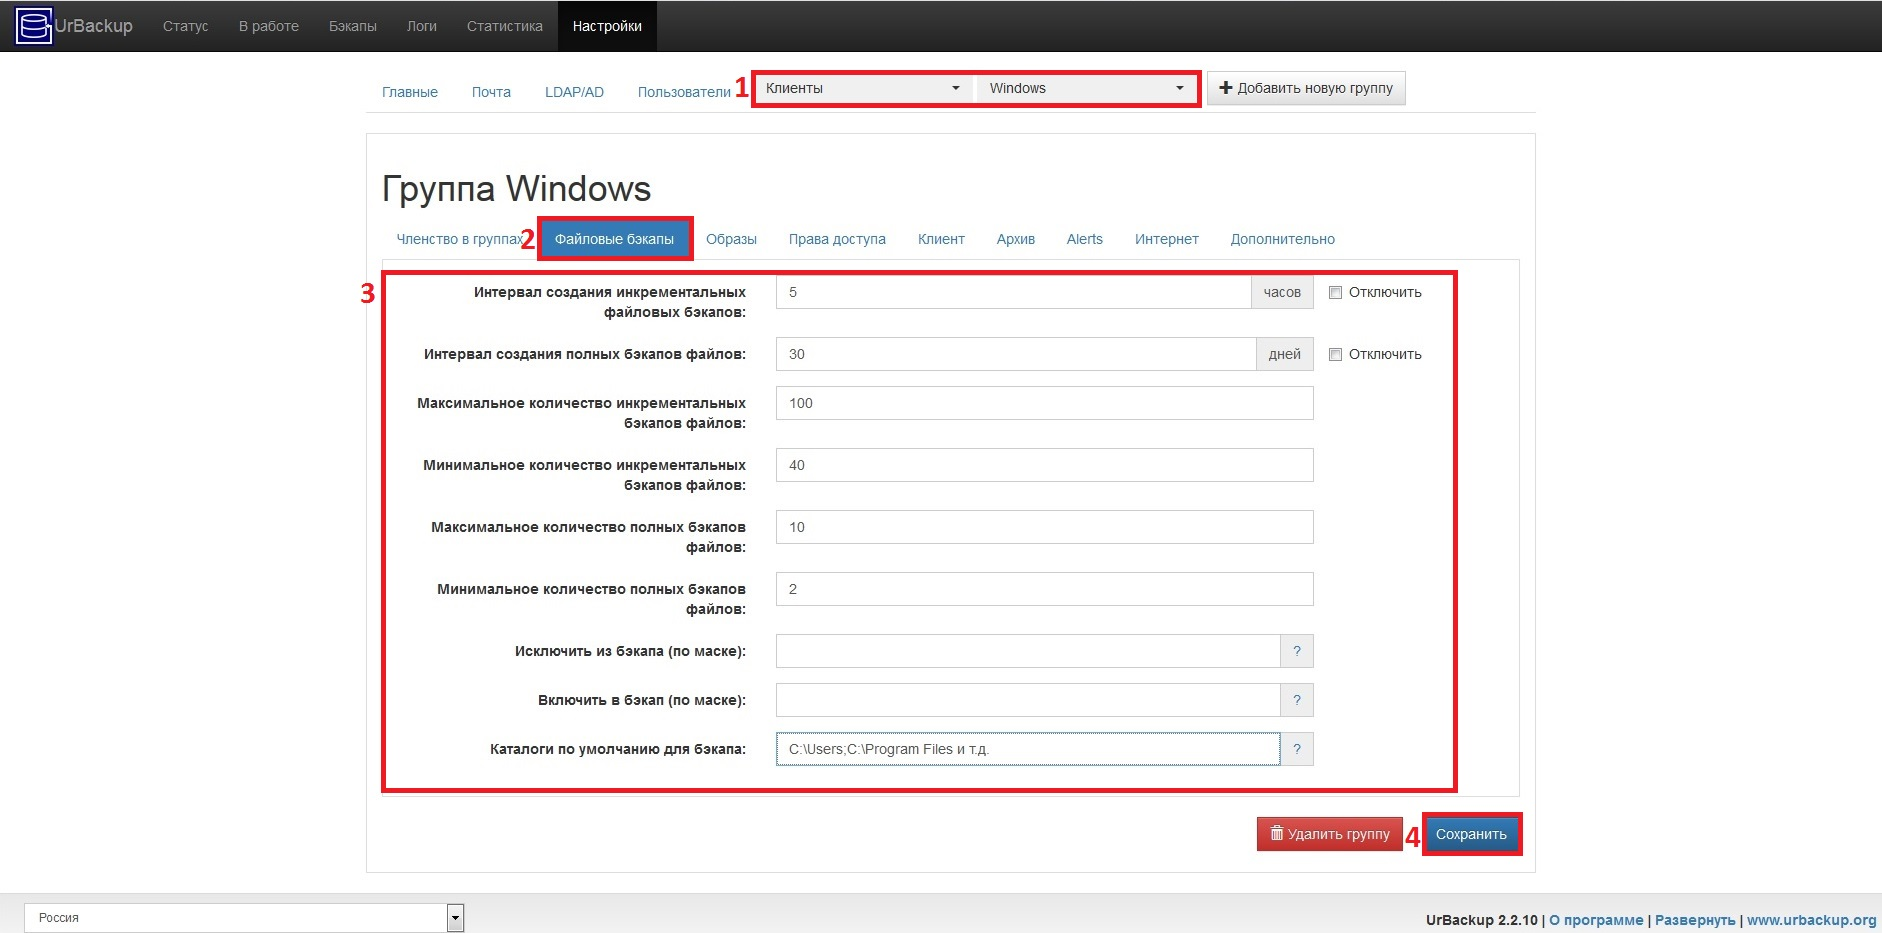 UrBackup Статус В работе Бэкапы Логи Статистика Настройки
Главные Почта LDAP/AD Пользователи 1 Клиенты Windows Добавить новую группу
Группа Windows
Членство в группах 2 Файловые бэкапы Образы Права доступа Клиент Архив Alerts Интернет Дополнительно
3
Интервал создания инкрементальных 5 часов Отключить
файловых бэкапов:
Интервал создания полных бэкапов файлов: 30 дней Отключить
Максимальное количество инкрементальных 100
бэкапов файлов:
Минимальное количество инкрементальных 40
бэкапов файлов:
Максимальное количество полных бэкапов 10
файлов:
Минимальное количество полных бэкапов 2
файлов:
Исключить из бэкапа (по маске): ?
Включить в бэкап (по маске): ?
Каталоги по умолчанию для бэкапа: C:\Users;C:\Program Files и т.д. ?
Удалить группу 4 Сохранить
Россия
UrBackup 2.2.10 | О программе | Развернуть | www.urbackup.org